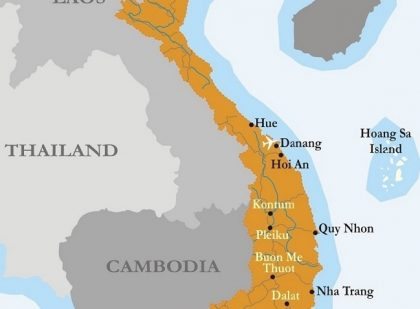 LAOS
Hue
Danang
Hoang Sa
Island
THAILAND
Hoi An
Kontum
Quy Nhon
Pleiku
Buon Me
Thuot
CAMBODIA
Nha Trang
Dalat